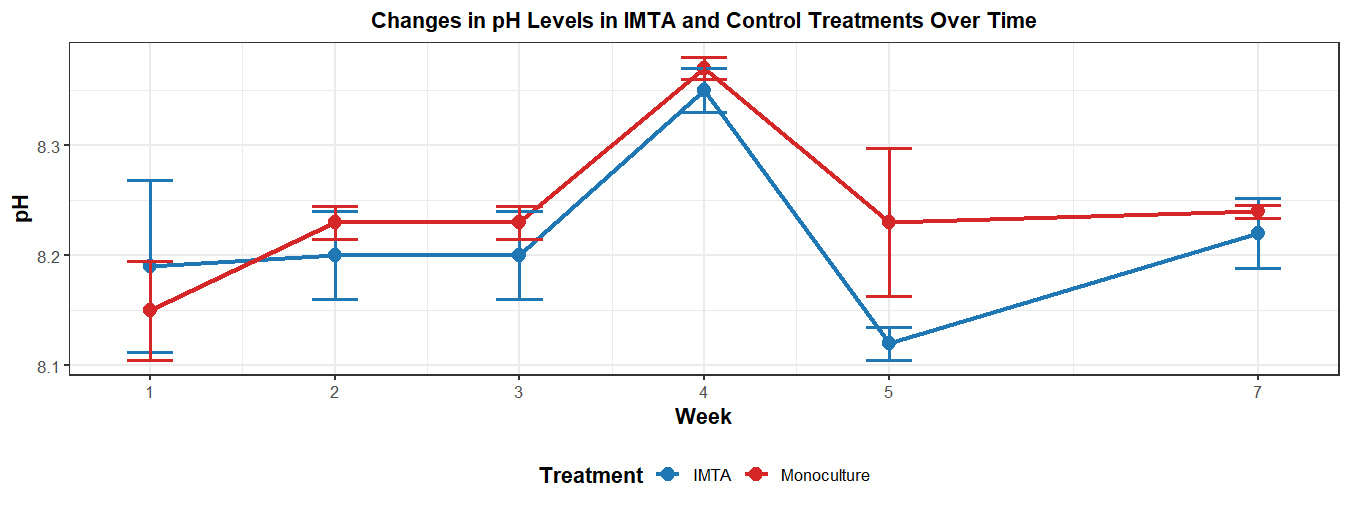 Changes in pH Levels in IMTA and Control Treatments Over Time
pH
8.3
8.2
8.1
1 2 3 4 5 7
Week
Treatment IMTA Monoculture